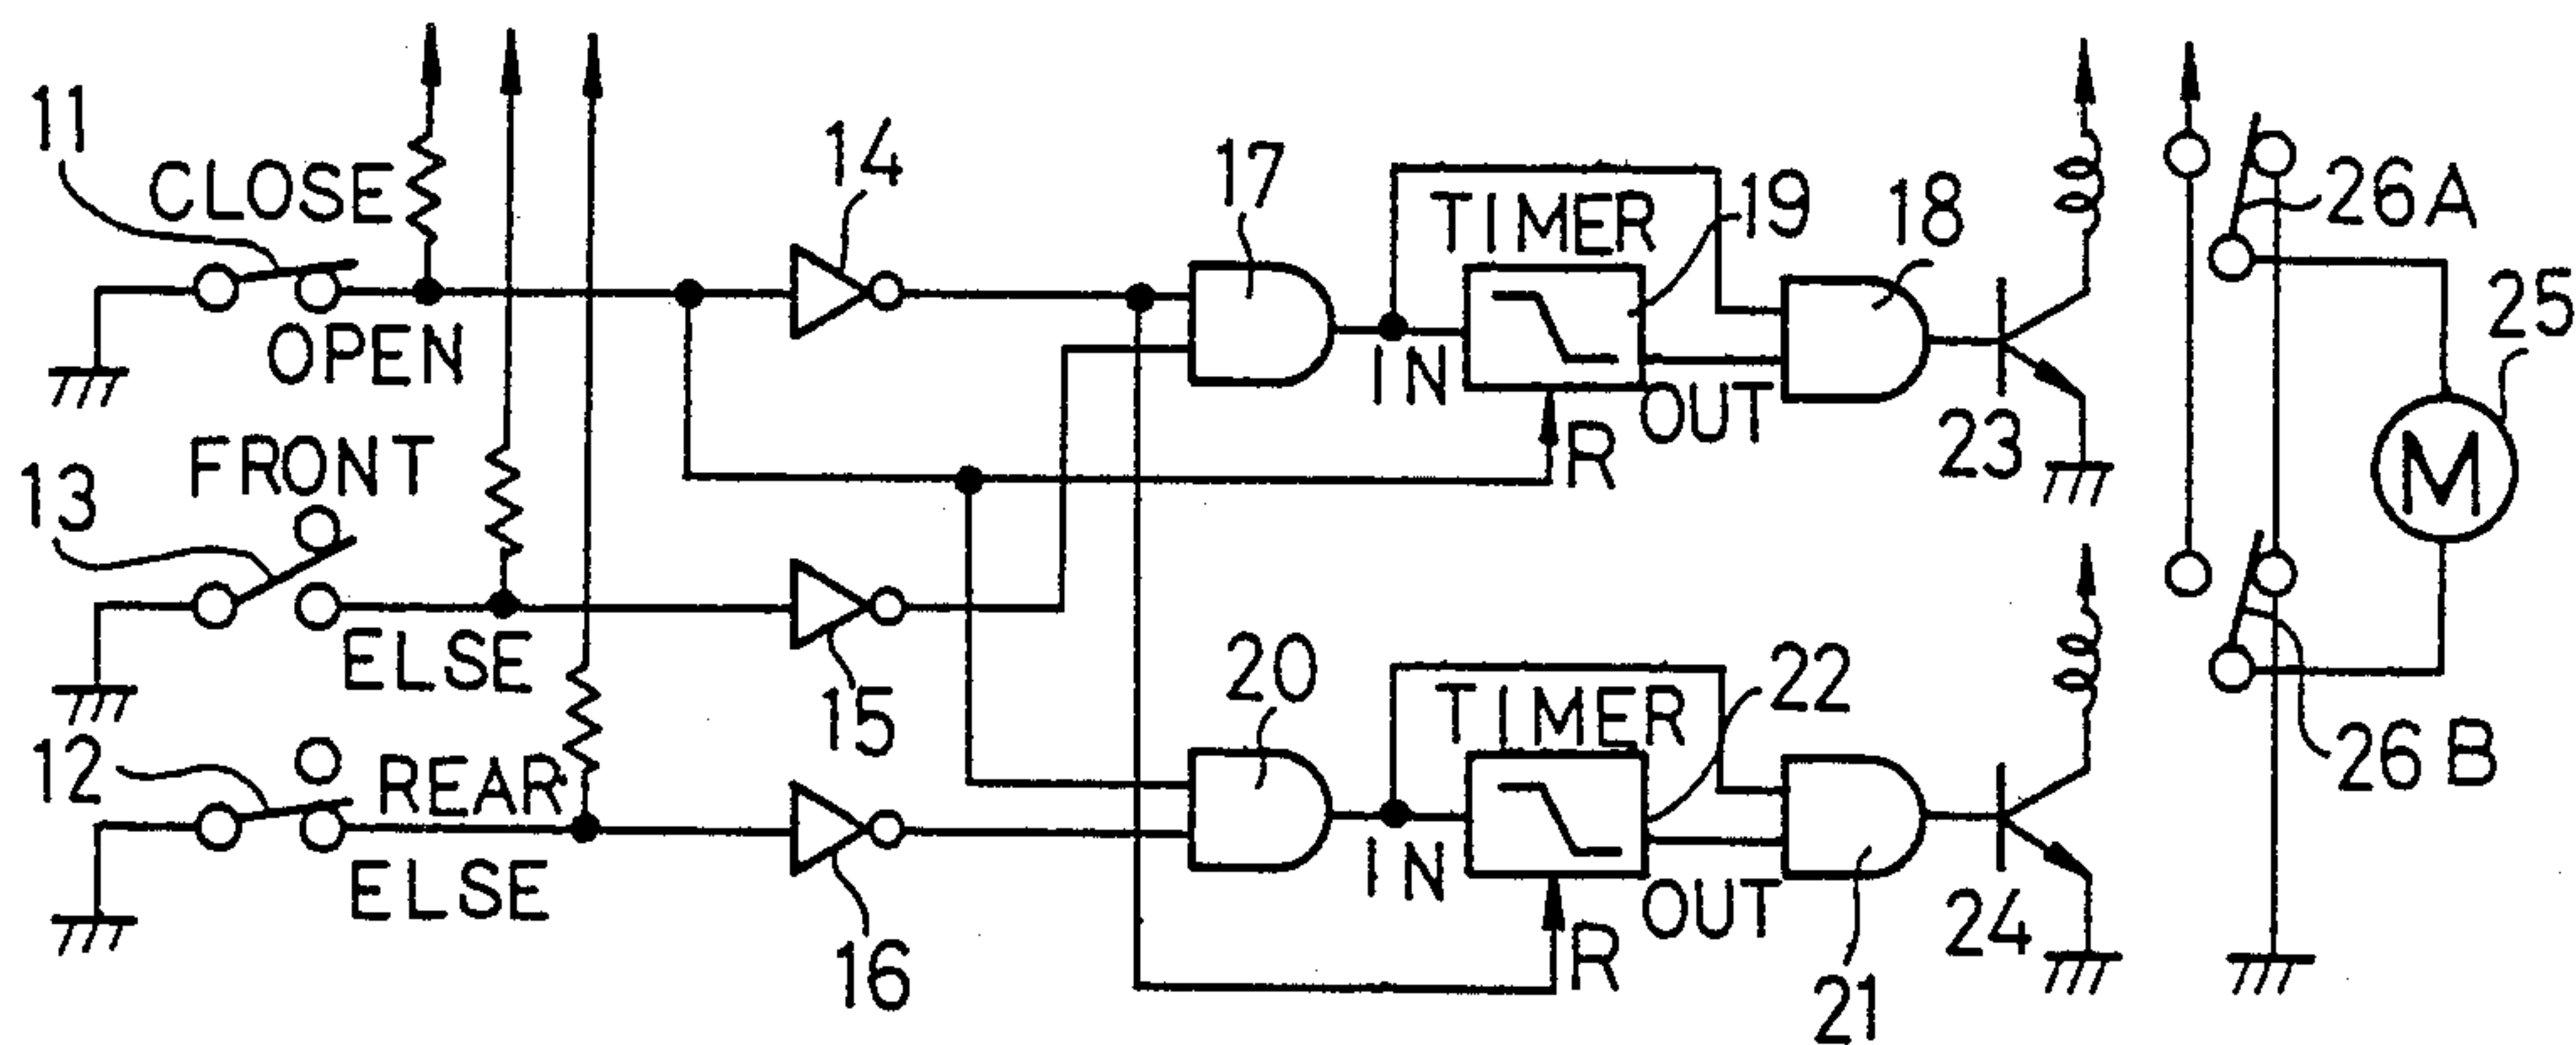 11
CLOSE
OPEN
14
17
TIMER
19
18
26A
25
IN
OUT
R
23
13
FRONT
ELSE
15
12
REAR
ELSE
16
20
TIMER
22
26B
IN
OUT
R
24
21
M